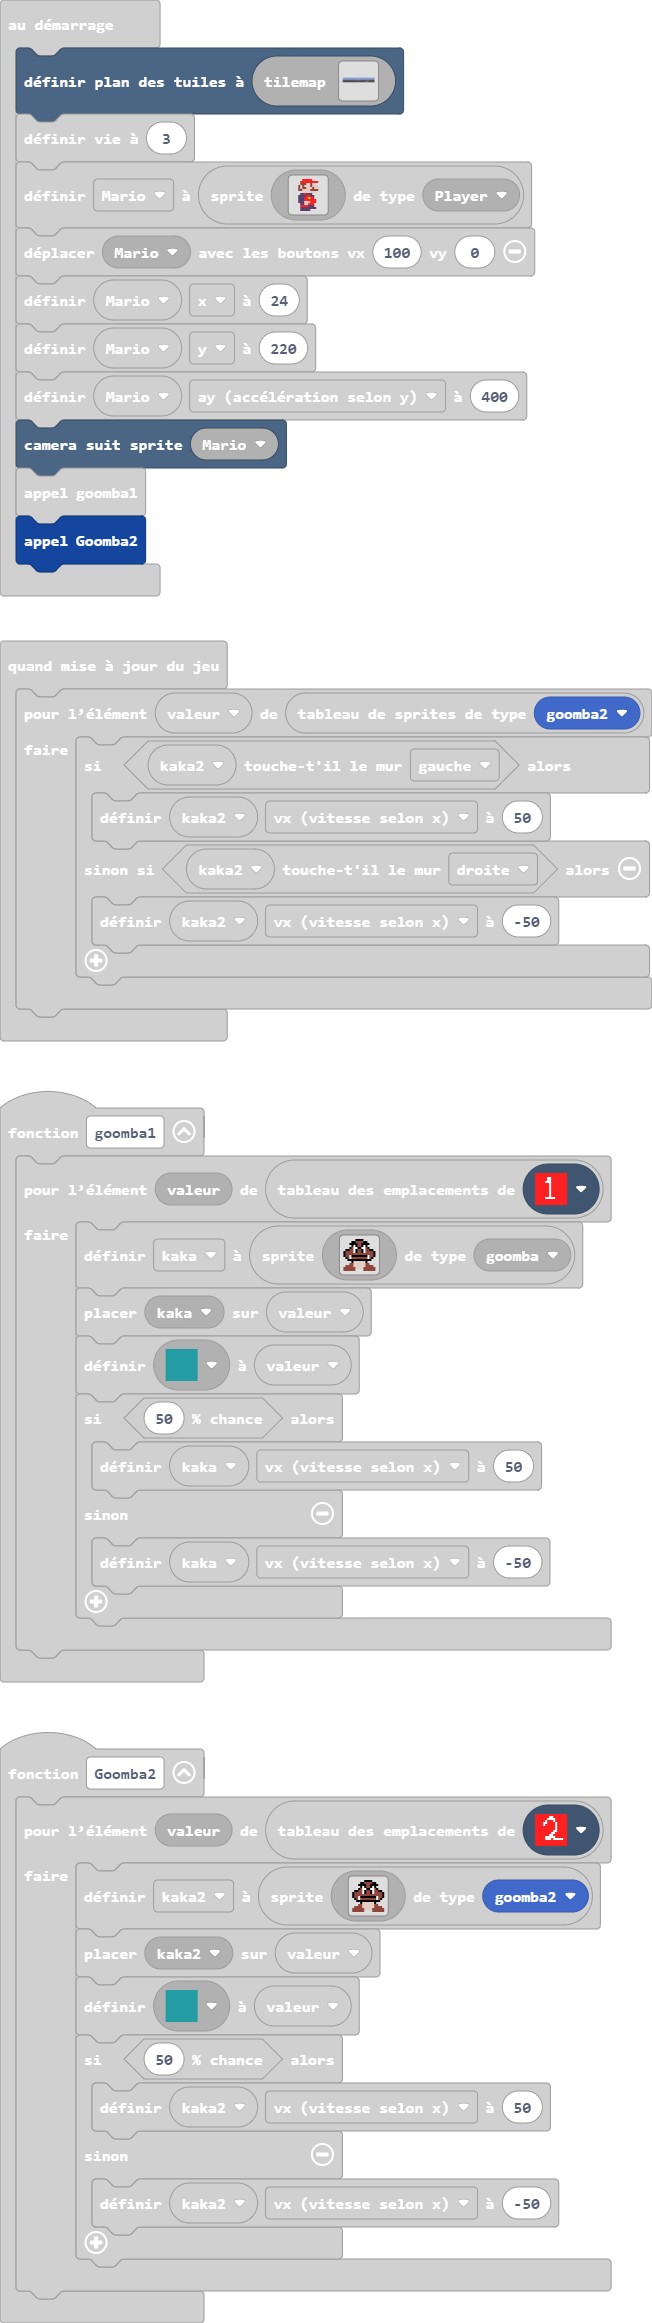 au démarrage
définir plan des tuiles à tilemap
définir vie à 3
définir Mario à sprite de type Player
déplacer Mario avec les boutons vx 100 vy 0
définir Mario x à 24
définir Mario y à 220
définir Mario ay (accélération selon y) à 400
camera suit sprite Mario
appel goomba1
appel Goomba2
quand mise à jour du jeu
pour l'élément valeur de tableau de sprites de type goomba2
faire
si kaka2 touche-t'il le mur gauche alors
définir kaka2 vx (vitesse selon x) à 50
sinon si kaka2 touche-t'il le mur droite alors
définir kaka2 vx (vitesse selon x) à -50
fonction goomba1
pour l'élément valeur de tableau des emplacements de 1
faire
définir kaka à sprite de type goomba
placer kaka sur valeur
définir à valeur
si 50 % chance alors
définir kaka vx (vitesse selon x) à 50
sinon
définir kaka vx (vitesse selon x) à -50
fonction Goomba2
pour l'élément valeur de tableau des emplacements de 2
faire
définir kaka2 à sprite de type goomba2
placer kaka2 sur valeur
définir à valeur
si 50 % chance alors
définir kaka2 vx (vitesse selon x) à 50
sinon
définir kaka2 vx (vitesse selon x) à -50